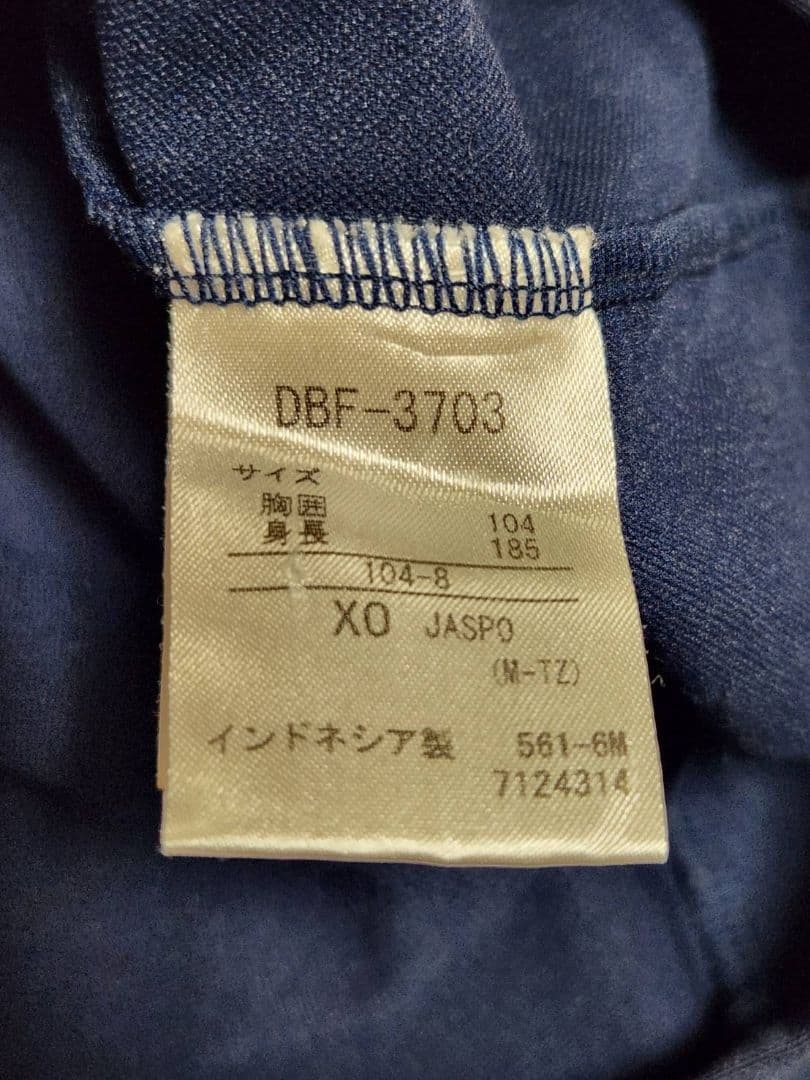 DBF-3703
サイズ
胸囲 104
身長 185
104-8
XO JASPO
(M-TZ)
インドネシア製 561-6M
7124314